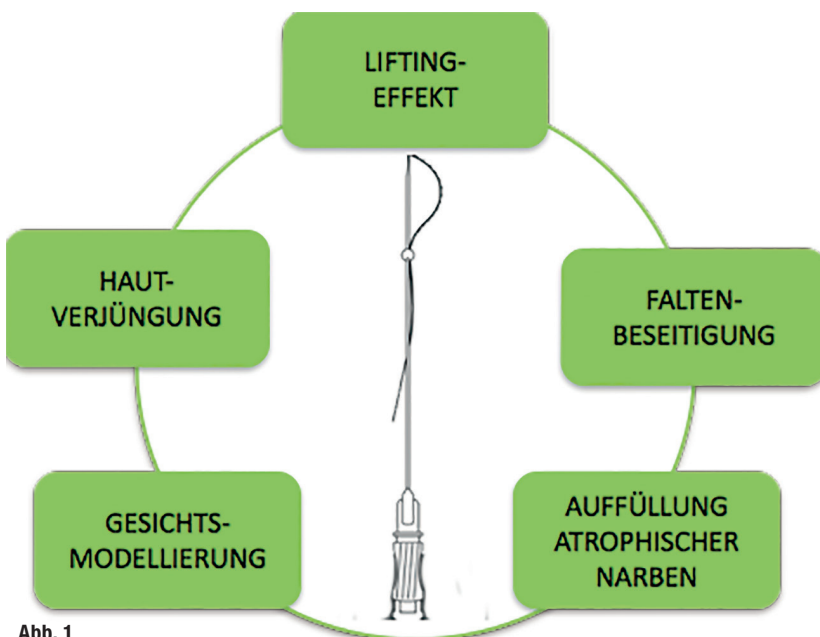 LIFTING-
EFFEKT
HAUT-
VERJÜNGUNG
FALTEN-
BESEITIGUNG
GESICHTS-
MODELLIERUNG
AUFFÜLLUNG
ATROPHISCHER
NARBEN
Abb. 1